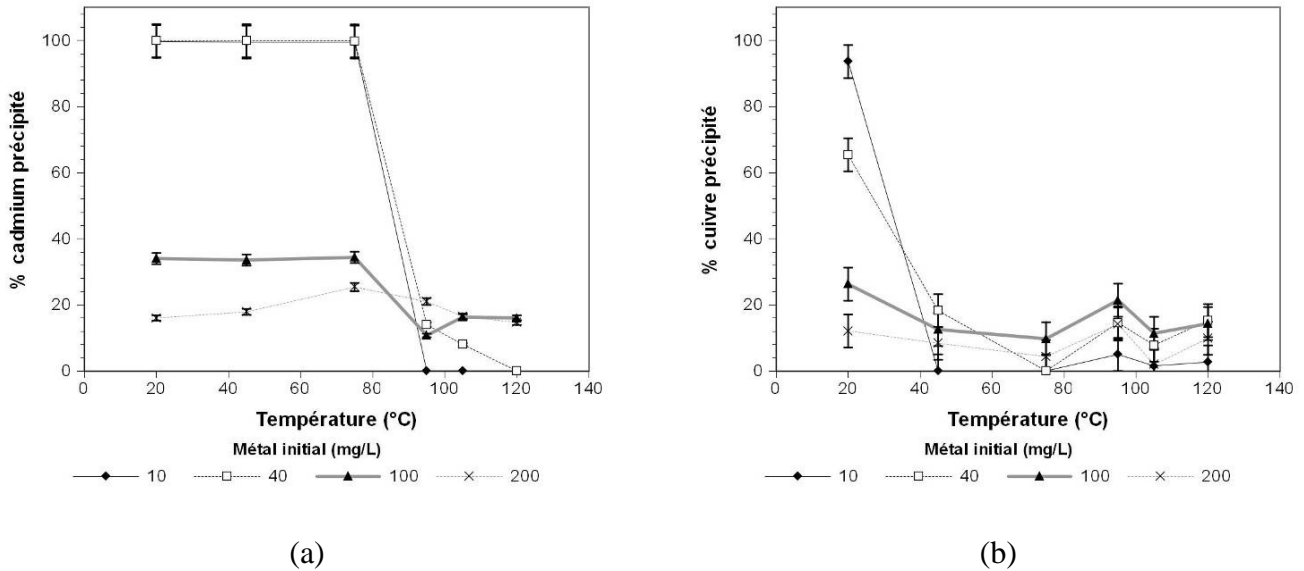 % cadmium précipité
100
80
60
40
20
0
0 20 40 60 80 100 120 140
Température (°C)
Métal initial (mg/L)
10 40 100 200
(a)
% cuivre précipité
100
80
60
40
20
0
0 20 40 60 80 100 120 140
Température (°C)
Métal initial (mg/L)
10 40 100 200
(b)